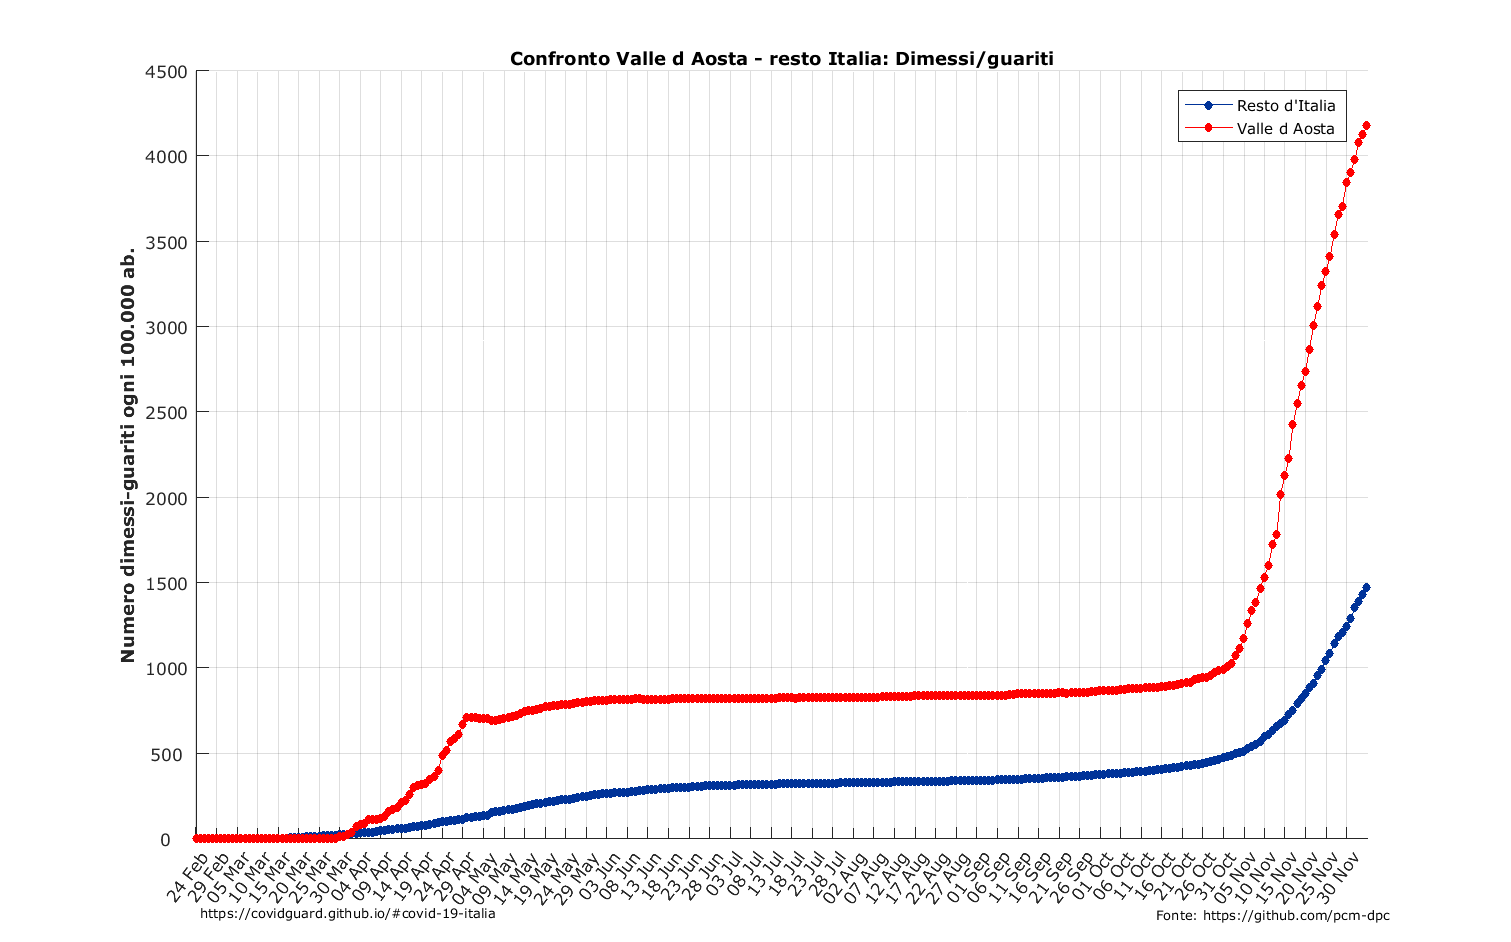 Confronto Valle d Aosta - resto Italia: Dimessi/guariti
Resto d'Italia
Valle d Aosta
Numero dimessi-guariti ogni 100.000 ab.
4500
4000
3500
3000
2500
2000
1500
1000
500
0
24 Feb
29 Feb
05 Mar
10 Mar
15 Mar
20 Mar
25 Mar
30 Mar
04 Apr
09 Apr
14 Apr
19 Apr
24 Apr
29 Apr
04 May
09 May
14 May
19 May
24 May
29 May
03 Jun
08 Jun
13 Jun
18 Jun
23 Jun
28 Jun
03 Jul
08 Jul
13 Jul
18 Jul
23 Jul
28 Jul
02 Aug
07 Aug
12 Aug
17 Aug
22 Aug
27 Aug
01 Sep
06 Sep
11 Sep
16 Sep
21 Sep
26 Sep
01 Oct
06 Oct
11 Oct
16 Oct
21 Oct
26 Oct
31 Oct
05 Nov
10 Nov
15 Nov
20 Nov
25 Nov
30 Nov
https://covidguard.github.io/#covid-19-italia
Fonte: https://github.com/pcm-dpc